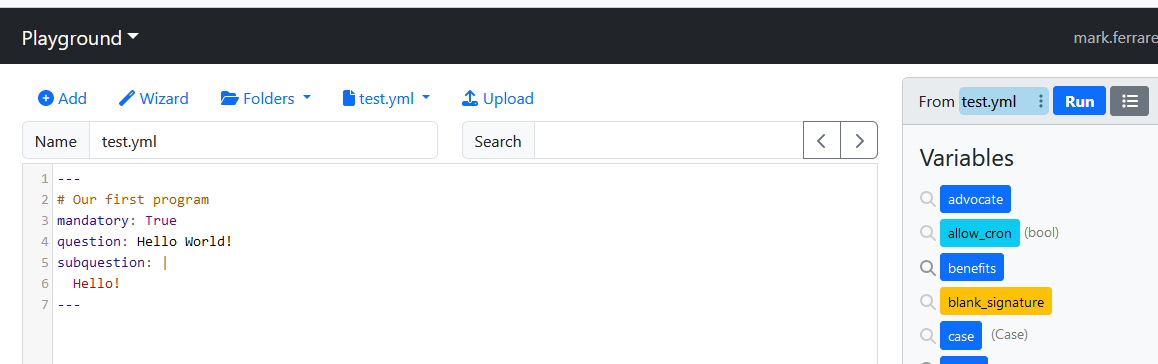 Playground
mark.ferrare
Add Wizard Folders test.yml Upload
Name test.yml Search
From test.yml Run
1 ---
2 # Our first program
3 mandatory: True
4 question: Hello World!
5 subquestion: |
6 Hello!
7 ---
Variables
advocate
allow_cron (bool)
benefits
blank_signature
case (Case)